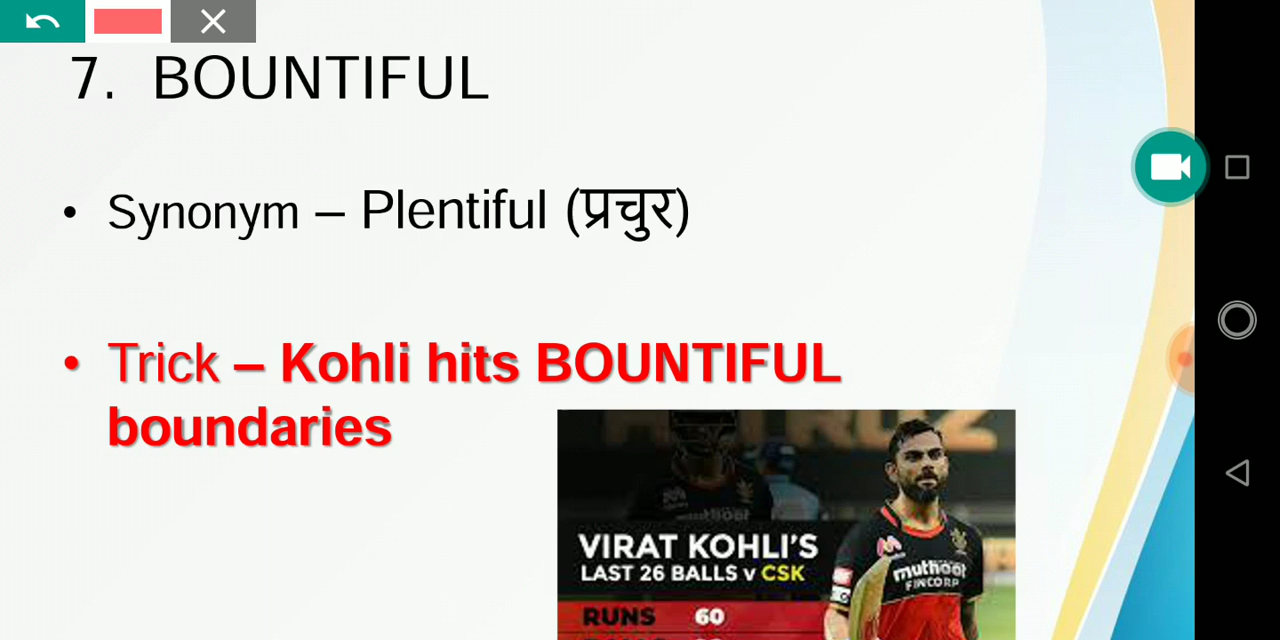 7. BOUNTIFUL
• Synonym – Plentiful (प्रचुर)
• Trick – Kohli hits BOUNTIFUL
boundaries
VIRAT KOHLI'S
LAST 26 BALLS v CSK
RUNS 60
muthoot
FINCORP